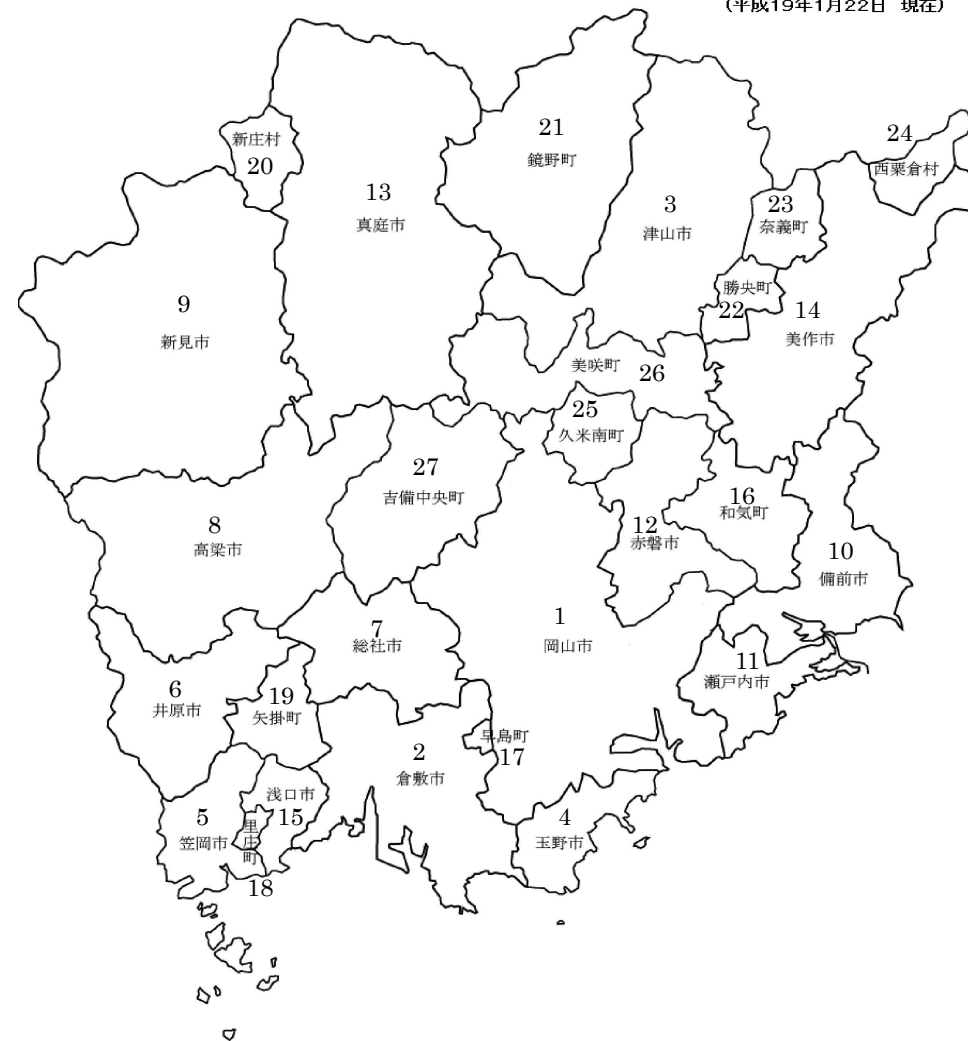 (平成19年1月22日 現在)
21
鏡野町
24
西粟倉村
新庄村
20
13
真庭市
3
津山市
23
奈義町
勝央町
22
14
美作市
9
新見市
美咲町
26
25
久米南町
27
吉備中央町
16
和気町
8
高梁市
12
赤磐市
10
備前市
1
岡山市
7
総社市
11
瀬戸内市
6
井原市
19
矢掛町
早島町
17
2
倉敷市
浅口市
15
5
笠岡市
里庄町
18
4
玉野市